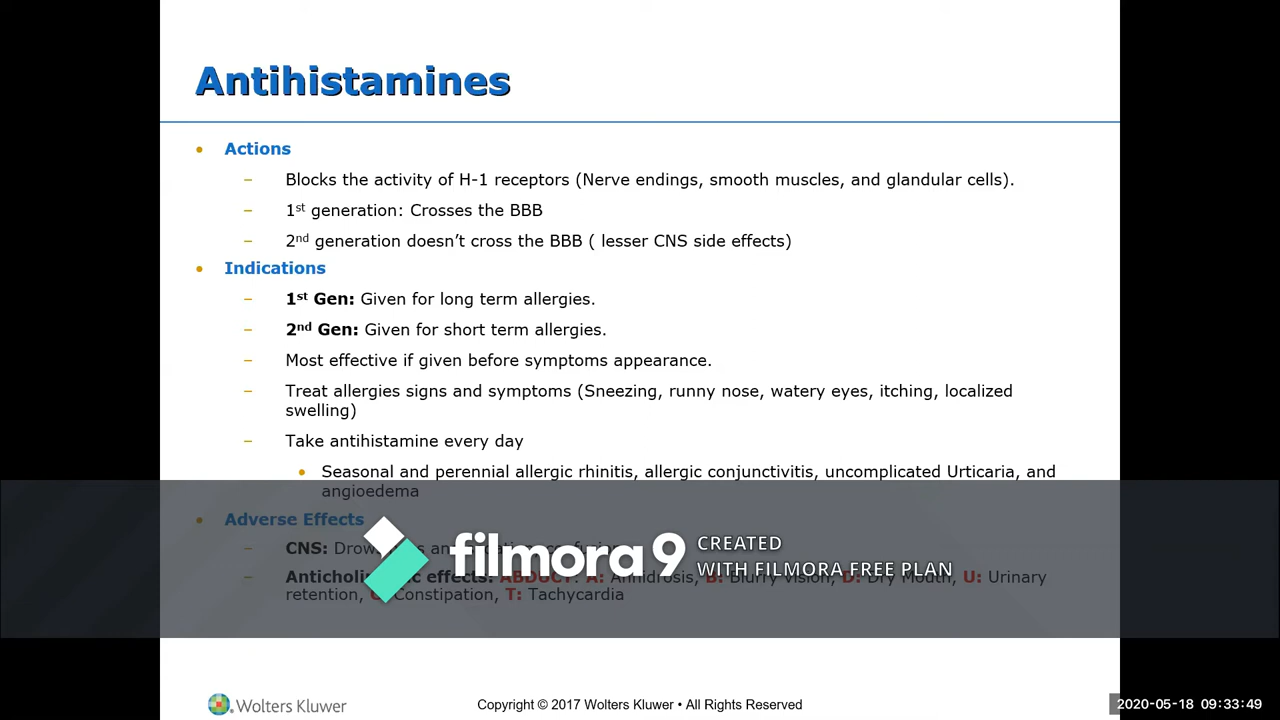 Antihistamines
• Actions
– Blocks the activity of H-1 receptors (Nerve endings, smooth muscles, and glandular cells).
– 1st generation: Crosses the BBB
– 2nd generation doesn't cross the BBB ( lesser CNS side effects)
• Indications
– 1st Gen: Given for long term allergies.
– 2nd Gen: Given for short term allergies.
– Most effective if given before symptoms appearance.
– Treat allergies signs and symptoms (Sneezing, runny nose, watery eyes, itching, localized
swelling)
– Take antihistamine every day
• Seasonal and perennial allergic rhinitis, allergic conjunctivitis, uncomplicated Urticaria, and
angioedema
• Adverse Effects
– CNS:
– effects: ABDUCT: A: Anhidrosis, B: Blurry vision, D: Dry Mouth, U: Urinary
retention, Constipation, T: Tachycardia
filmora 9
CREATED
WITH FILMORA FREE PLAN
Wolters Kluwer
Copyright © 2017 Wolters Kluwer • All Rights Reserved
2020-05-18 09:33:49